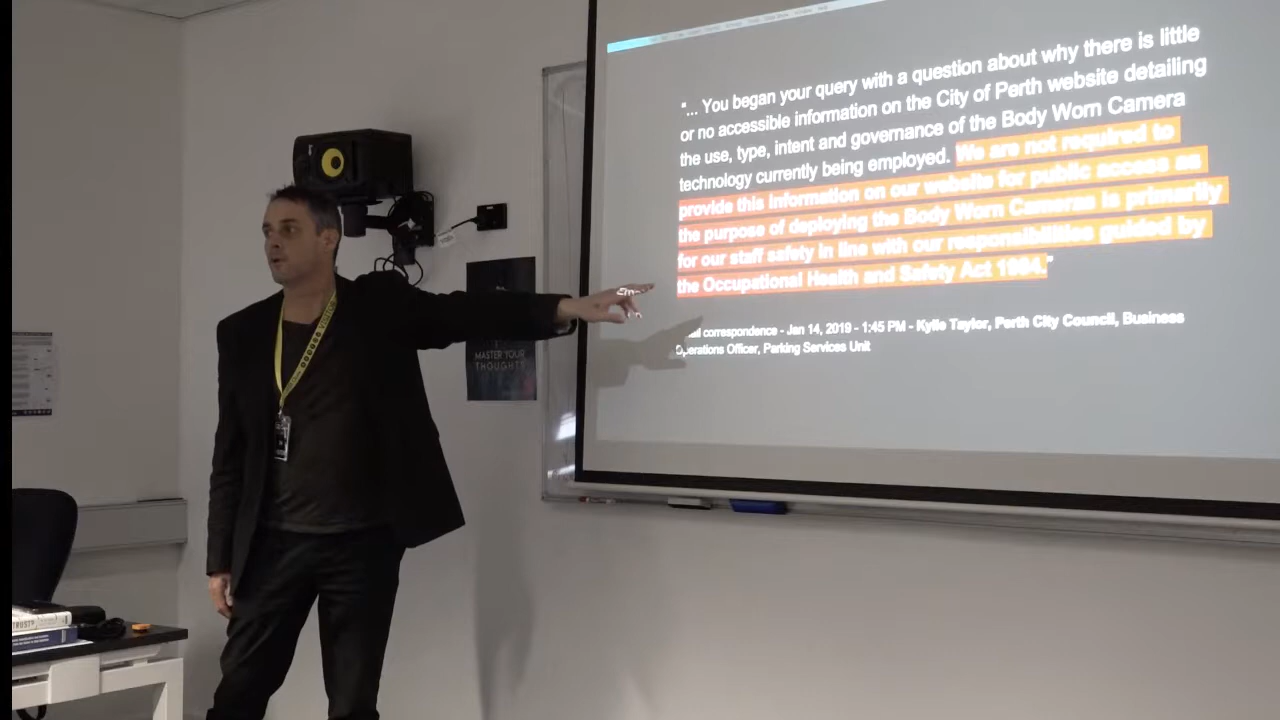 "... You began your query with a question about why there is little
or no accessible information on the City of Perth website detailing
the use, type, intent and governance of the Body Worn Camera
technology currently being employed. We are not required to
provide this information on our website for public access as
the purpose of deploying the Body Worn Cameras is primarily
for our staff safety in line with our responsibilities guided by
the Occupational Health and Safety Act 1984."
Email correspondence - Jan 14, 2019 - 1:45 PM - Kylie Taylor, Perth City Council, Business
Operations Officer, Parking Services Unit
MASTER YOUR
THOUGHTS
VISITOR
TRUST